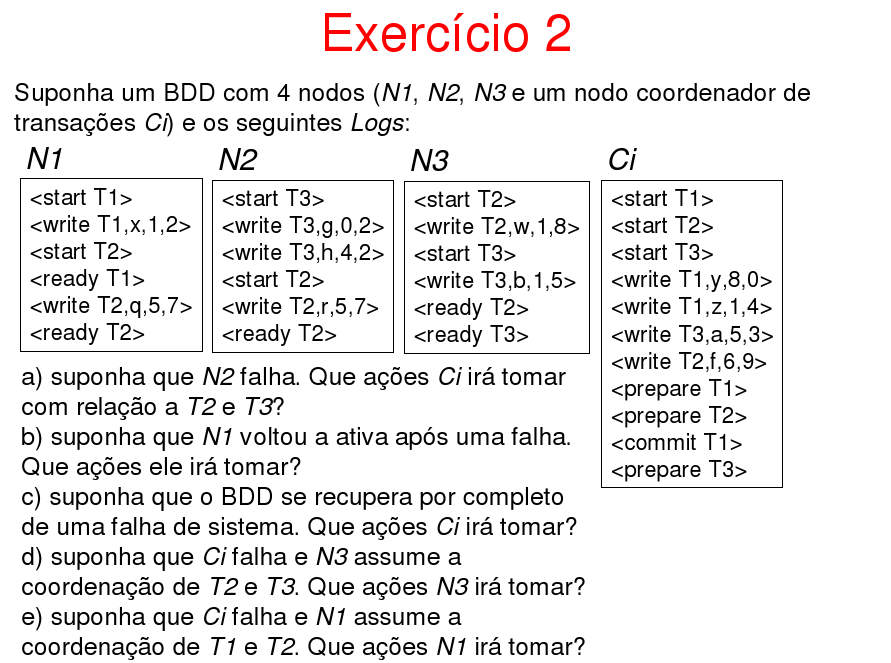 Exercício 2
Suponha um BDD com 4 nodos (N1, N2, N3 e um nodo coordenador de
transações Ci) e os seguintes Logs:
N1
<start T1>
<write T1,x,1,2>
<start T2>
<ready T1>
<write T2,q,5,7>
<ready T2>
N2
<start T3>
<write T3,g,0,2>
<write T3,h,4,2>
<start T2>
<write T2,r,5,7>
<ready T2>
N3
<start T2>
<write T2,w,1,8>
<start T3>
<write T3,b,1,5>
<ready T2>
<ready T3>
Ci
<start T1>
<start T2>
<start T3>
<write T1,y,8,0>
<write T1,z,1,4>
<write T3,a,5,3>
<write T2,f,6,9>
<prepare T1>
<prepare T2>
<commit T1>
<prepare T3>
a) suponha que N2 falha. Que ações Ci irá tomar
com relação a T2 e T3?
b) suponha que N1 voltou a ativa após uma falha.
Que ações ele irá tomar?
c) suponha que o BDD se recupera por completo
de uma falha de sistema. Que ações Ci irá tomar?
d) suponha que Ci falha e N3 assume a
coordenação de T2 e T3. Que ações N3 irá tomar?
e) suponha que Ci falha e N1 assume a
coordenação de T1 e T2. Que ações N1 irá tomar?